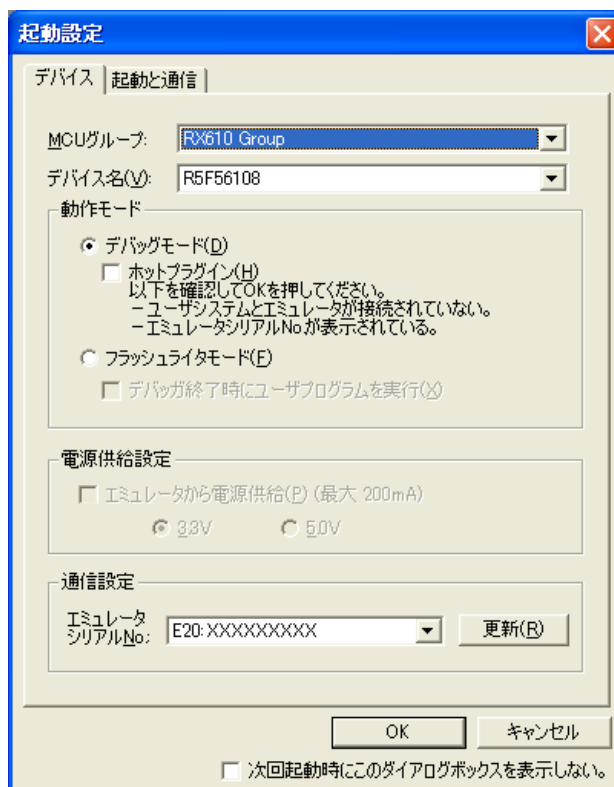 起動設定
デバイス 起動と通信
MCUグループ: RX610 Group
デバイス名(V): R5F56108
動作モード
デバッグモード(D)
ホットプラグイン(H)
以下を確認してOKを押してください。
－ユーザシステムとエミュレータが接続されていない。
－エミュレータシリアルNo.が表示されている。
フラッシュライタモード(F)
デバッガ終了時にユーザプログラムを実行(X)
電源供給設定
エミュレータから電源供給(P) (最大 200mA)
3.3V 5.0V
通信設定
エミュレータ
シリアルNo: E20:XXXXXXXXX 更新(R)
OK キャンセル
次回起動時にこのダイアログボックスを表示しない。